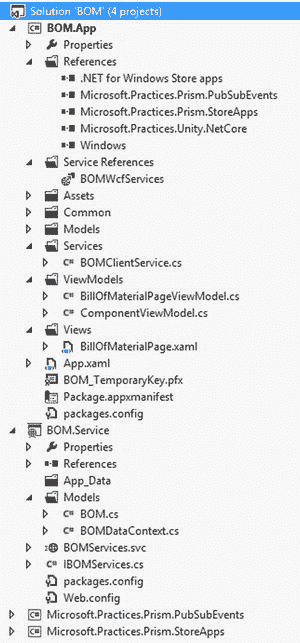 Solution 'BOM' (4 projects)
BOM.App
Properties
References
.NET for Windows Store apps
Microsoft.Practices.Prism.PubSubEvents
Microsoft.Practices.Prism.StoreApps
Microsoft.Practices.Unity.NetCore
Windows
Service References
BOMWcfServices
Assets
Common
Models
Services
C# BOMClientService.cs
ViewModels
C# BillOfMaterialPageViewModel.cs
C# ComponentViewModel.cs
Views
BillOfMaterialPage.xaml
App.xaml
BOM_TemporaryKey.pfx
Package.appxmanifest
packages.config
BOM.Service
Properties
References
App_Data
Models
C# BOM.cs
C# BOMDataContext.cs
BOMServices.svc
C# IBOMServices.cs
packages.config
Web.config
C# Microsoft.Practices.Prism.PubSubEvents
C# Microsoft.Practices.Prism.StoreApps